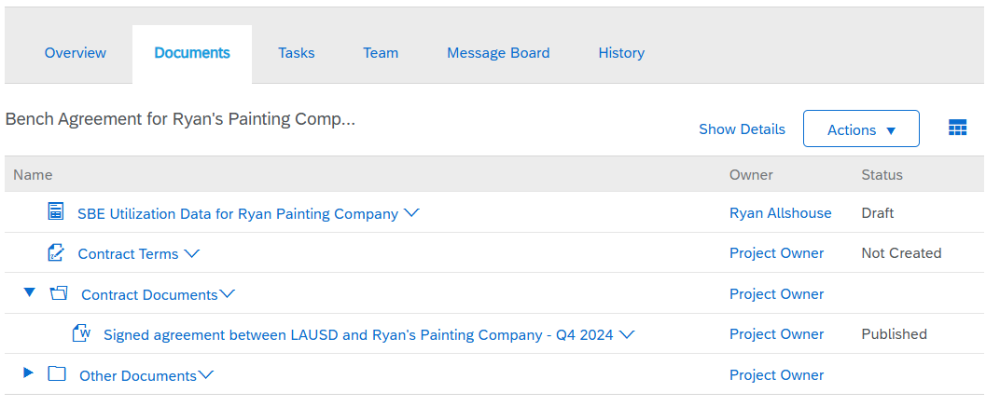 Overview Documents Tasks Team Message Board History
Bench Agreement for Ryan's Painting Comp...
Show Details Actions
Name Owner Status
SBE Utilization Data for Ryan Painting Company Ryan Allshouse Draft
Contract Terms Project Owner Not Created
Contract Documents Project Owner
Signed agreement between LAUSD and Ryan's Painting Company - Q4 2024 Project Owner Published
Other Documents Project Owner